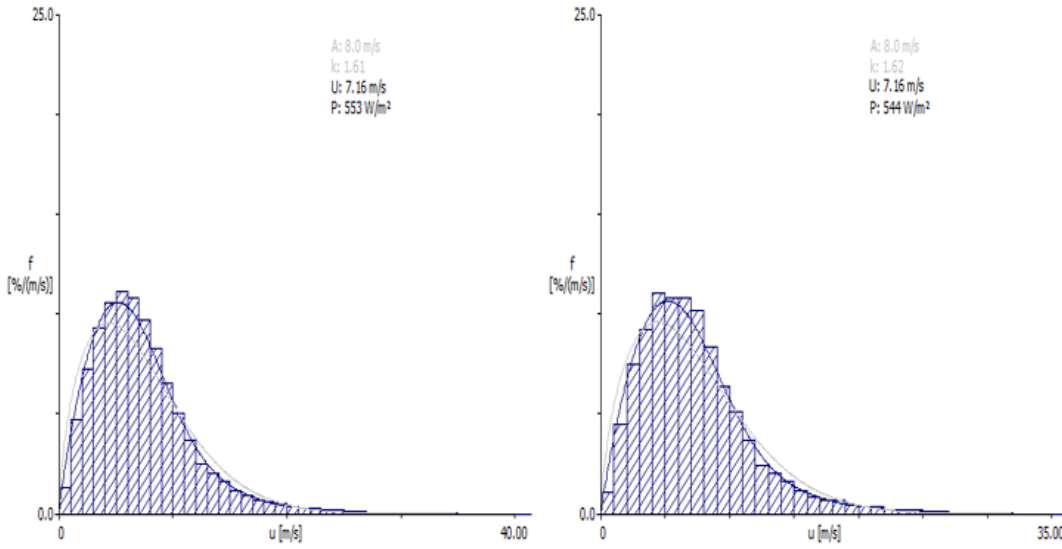 25.0
A: 8.0 m/s
k: 1.61
U: 7.16 m/s
P: 553 W/m²
f
[%/(m/s)]
0.0
0
u [m/s]
40.00
25.0
A: 8.0 m/s
k: 1.62
U: 7.16 m/s
P: 544 W/m²
f
[%/(m/s)]
0.0
0
u [m/s]
35.00